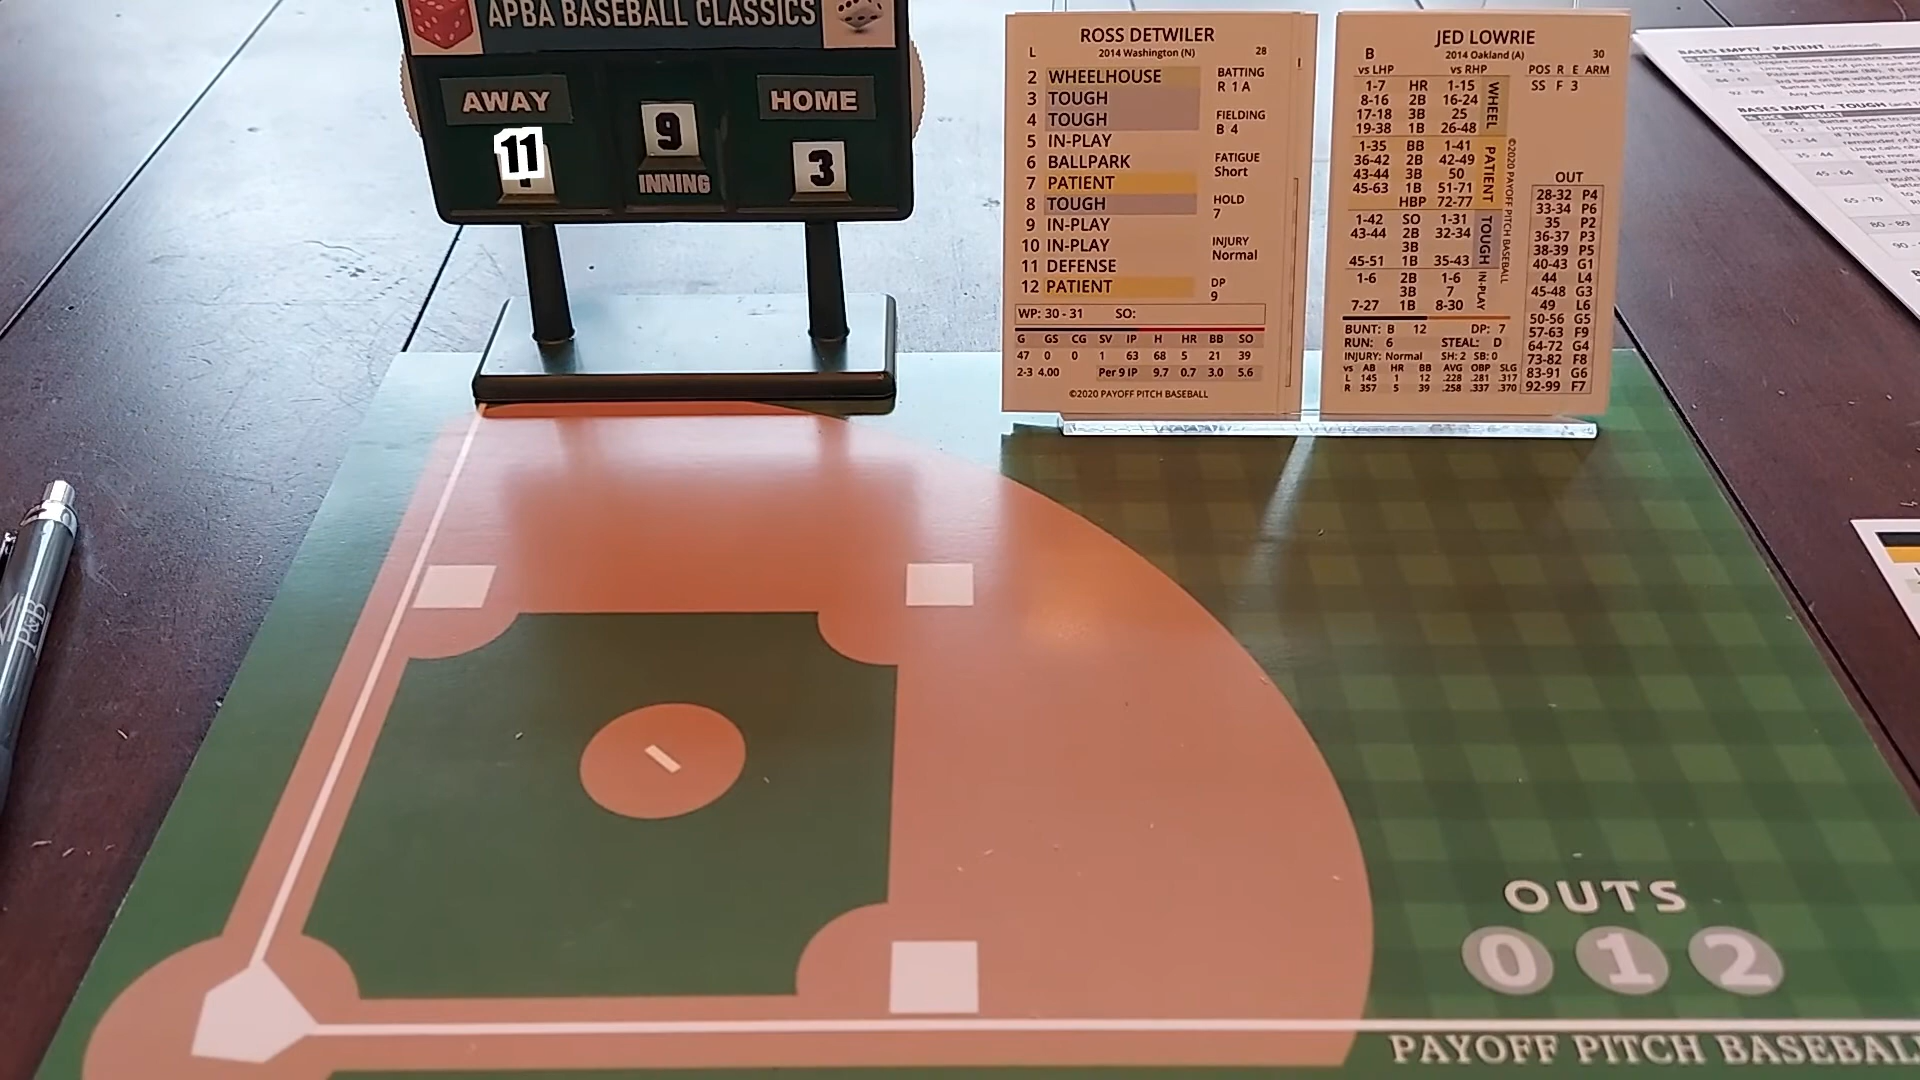 APBA BASEBALL CLASSICS
AWAY
9
HOME
11
INNING
3
ROSS DETWILER
L 2014 Washington (N) 28
2 WHEELHOUSE
3 TOUGH
4 TOUGH
5 IN-PLAY
6 BALLPARK
7 PATIENT
8 TOUGH
9 IN-PLAY
10 IN-PLAY
11 DEFENSE
12 PATIENT
BATTING
R 1 A
FIELDING
B 4
FATIGUE
Short
HOLD
7
INJURY
Normal
DP
9
WP: 30 - 31 SO:
G GS CG SV IP H HR BB SO
47 0 0 1 63 68 5 21 39
2-3 4.00 Per 9 IP 9.7 0.7 3.0 5.6
©2020 PAYOFF PITCH BASEBALL
JED LOWRIE
B 2014 Oakland (A) 30
vs LHP vs RHP
1-7 HR 1-15
8-16 2B 16-24
17-18 3B 25
19-38 1B 26-48
WHEEL
1-35 BB 1-41
36-42 2B 42-49
43-44 3B 50
45-63 1B 51-71
HBP 72-77
PATIENT
1-42 SO 1-31
43-44 2B 32-34
3B
45-51 1B 35-43
TOUGH
1-6 2B 1-6
3B 7
7-27 1B 8-30
IN-PLAY
©2020 PAYOFF PITCH BASEBALL
POS R E ARM
SS F 3
OUT
28-32 P4
33-34 P6
35 P2
36-37 P3
38-39 P5
40-43 G1
44 L4
45-48 G3
49 L6
50-56 G5
57-63 F9
64-72 G4
73-82 F8
83-91 G6
92-99 F7
BUNT: B 12 DP: 7
RUN: 6 STEAL: D
INJURY: Normal SH: 2 SB: 0
vs AB HR BB AVG OBP SLG
L 145 1 12 .228 .281 .317
R 357 5 39 .258 .337 .370
BASES EMPTY - PATIENT (continued)
BASES EMPTY - TOUGH
P&B
OUTS
0 1 2
PAYOFF PITCH BASEBAL